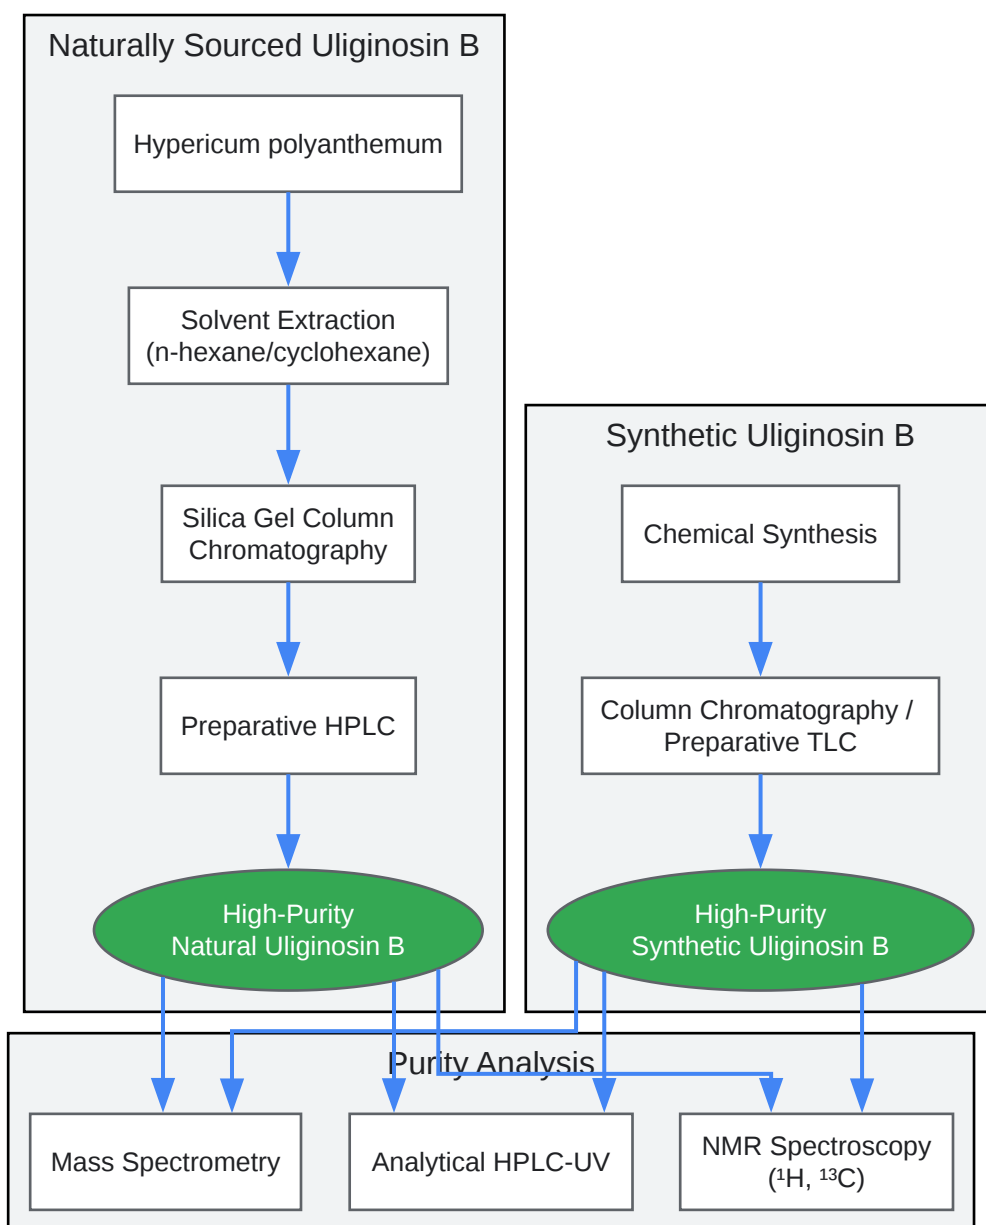 Naturally Sourced Uliginosin B
Hypericum polyanthemum
Solvent Extraction
(n-hexane/cyclohexane)
Silica Gel Column
Chromatography
Preparative HPLC
High-Purity
Natural Uliginosin B
Synthetic Uliginosin B
Chemical Synthesis
Column Chromatography /
Preparative TLC
High-Purity
Synthetic Uliginosin B
Purity Analysis
Mass Spectrometry
Analytical HPLC-UV
NMR Spectroscopy
(¹H, ¹³C)